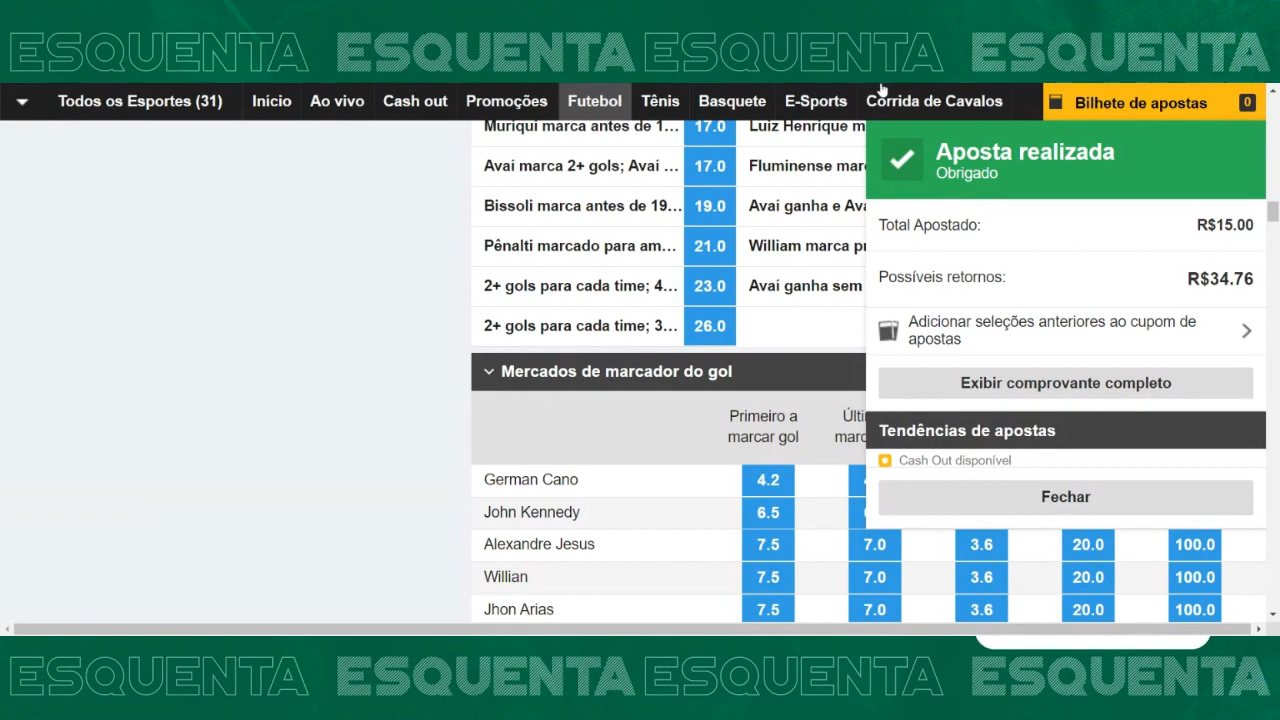 ESQUENTA ESQUENTA ESQUENTA ESQUENTA
Todos os Esportes (31) Início Ao vivo Cash out Promoções Futebol Tênis Basquete E-Sports Corrida de Cavalos Bilhete de apostas 0
Muriqui marca antes de 1... 17.0 Luiz Henrique m
Avaí marca 2+ gols; Avaí ... 17.0 Fluminense mar
Bissoli marca antes de 19... 19.0 Avaí ganha e Ava
Pênalti marcado para am... 21.0 William marca p
2+ gols para cada time; 4... 23.0 Avaí ganha sem
2+ gols para cada time; 3... 26.0
Mercados de marcador do gol
Primeiro a
marcar gol
Últi
marc
German Cano 4.2
John Kennedy 6.5
Alexandre Jesus 7.5 7.0 3.6 20.0 100.0
Willian 7.5 7.0 3.6 20.0 100.0
Jhon Arias 7.5 7.0 3.6 20.0 100.0
Aposta realizada
Obrigado
Total Apostado: R$15.00
Possíveis retornos: R$34.76
Adicionar seleções anteriores ao cupom de
apostas
Exibir comprovante completo
Tendências de apostas
Cash Out disponível
Fechar
ESQUENTA ESQUENTA ESQUENTA ESQUENTA